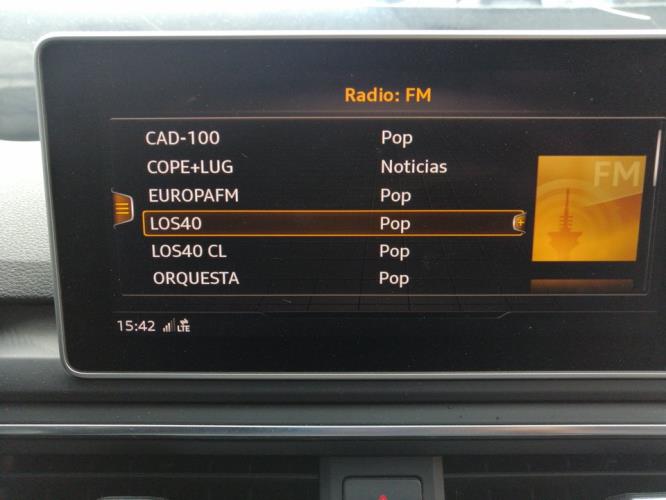 Radio: FM
CAD-100 Pop
COPE+LUG Noticias
EUROPAFM Pop
LOS40 Pop
LOS40 CL Pop
ORQUESTA Pop
FM
15:42 LTE